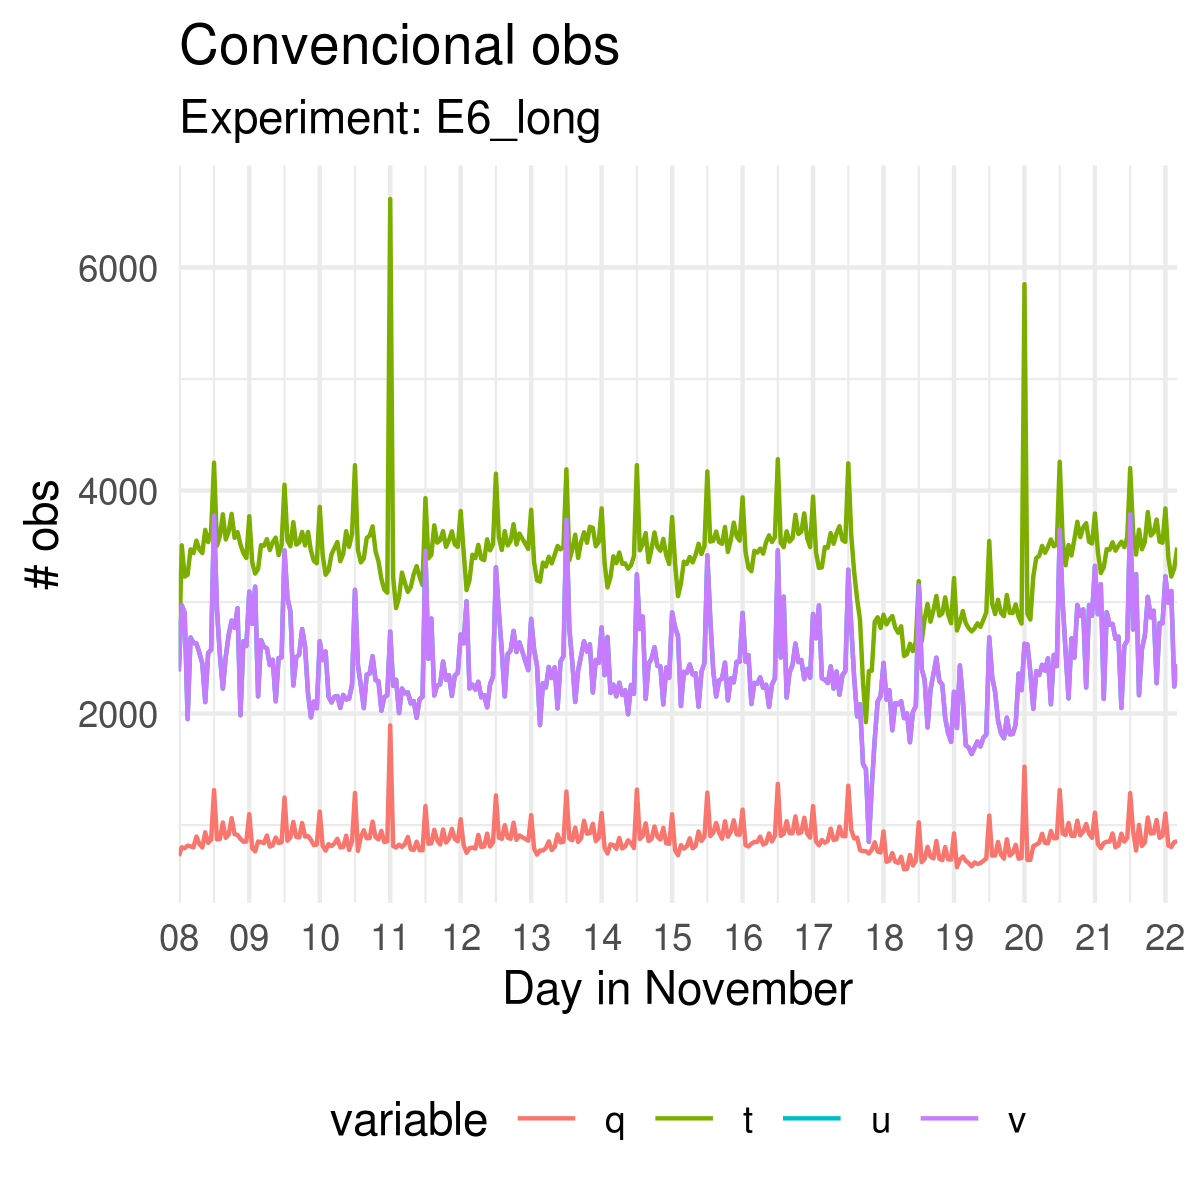 Convencional obs
Experiment: E6_long
6000
4000
2000
# obs
08 09 10 11 12 13 14 15 16 17 18 19 20 21 22
Day in November
variable q t u v